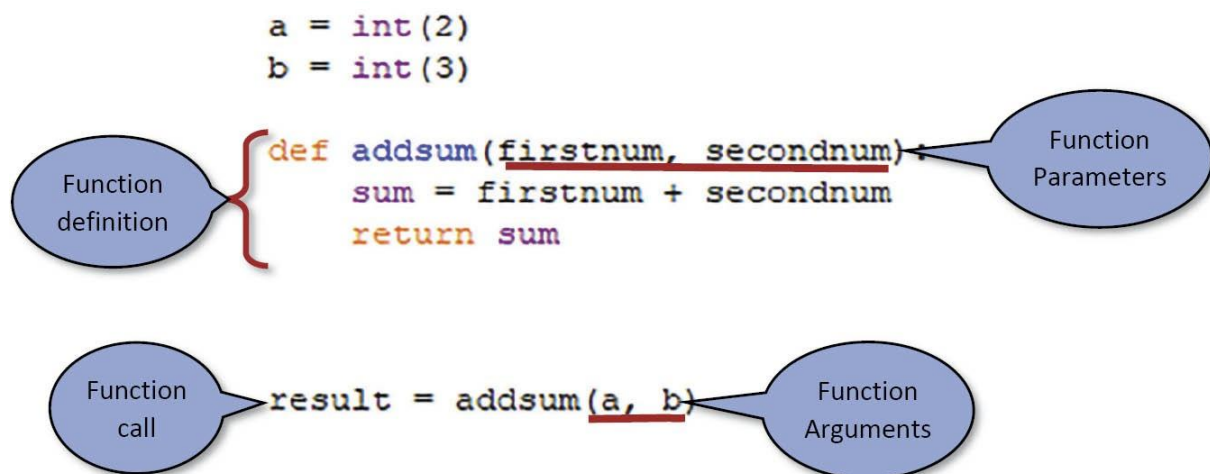 a = int(2)
b = int(3)
def addsum(firstnum, secondnum):
    sum = firstnum + secondnum
    return sum
Function
definition
Function
Parameters
Function
call
result = addsum(a, b)
Function
Arguments